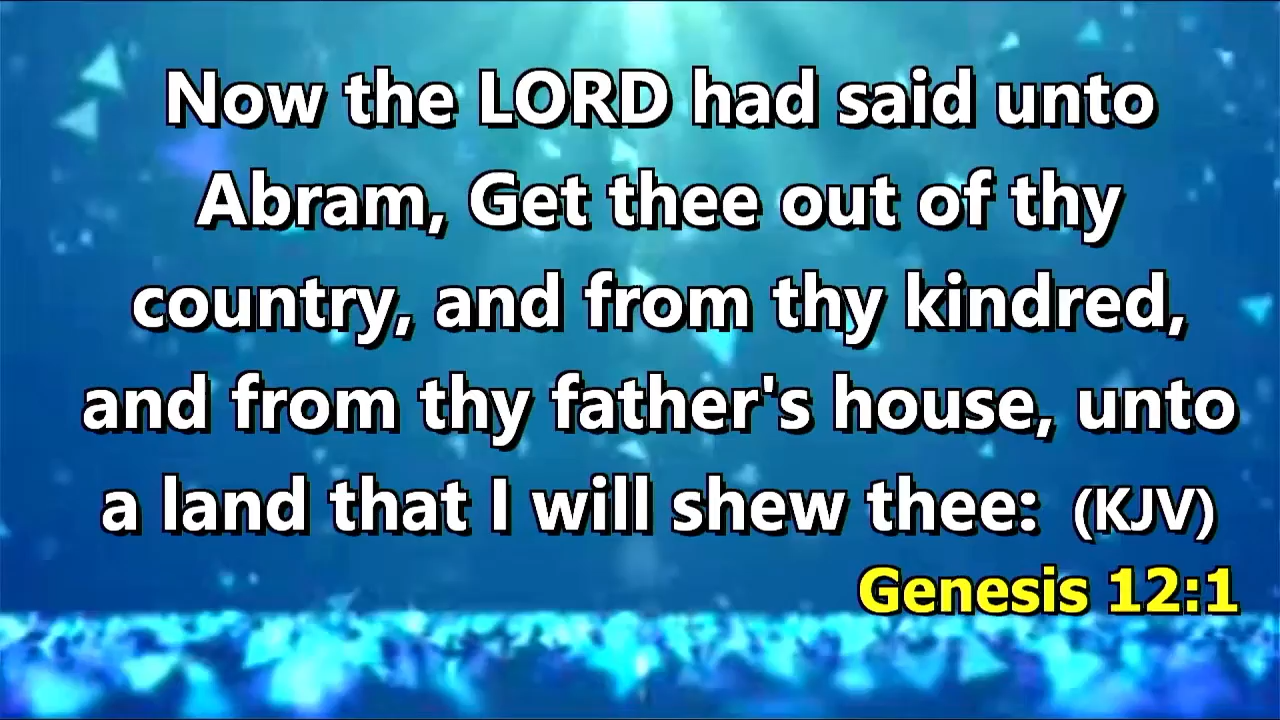 Now the LORD had said unto
Abram, Get thee out of thy
country, and from thy kindred,
and from thy father's house, unto
a land that I will shew thee: (KJV)
Genesis 12:1